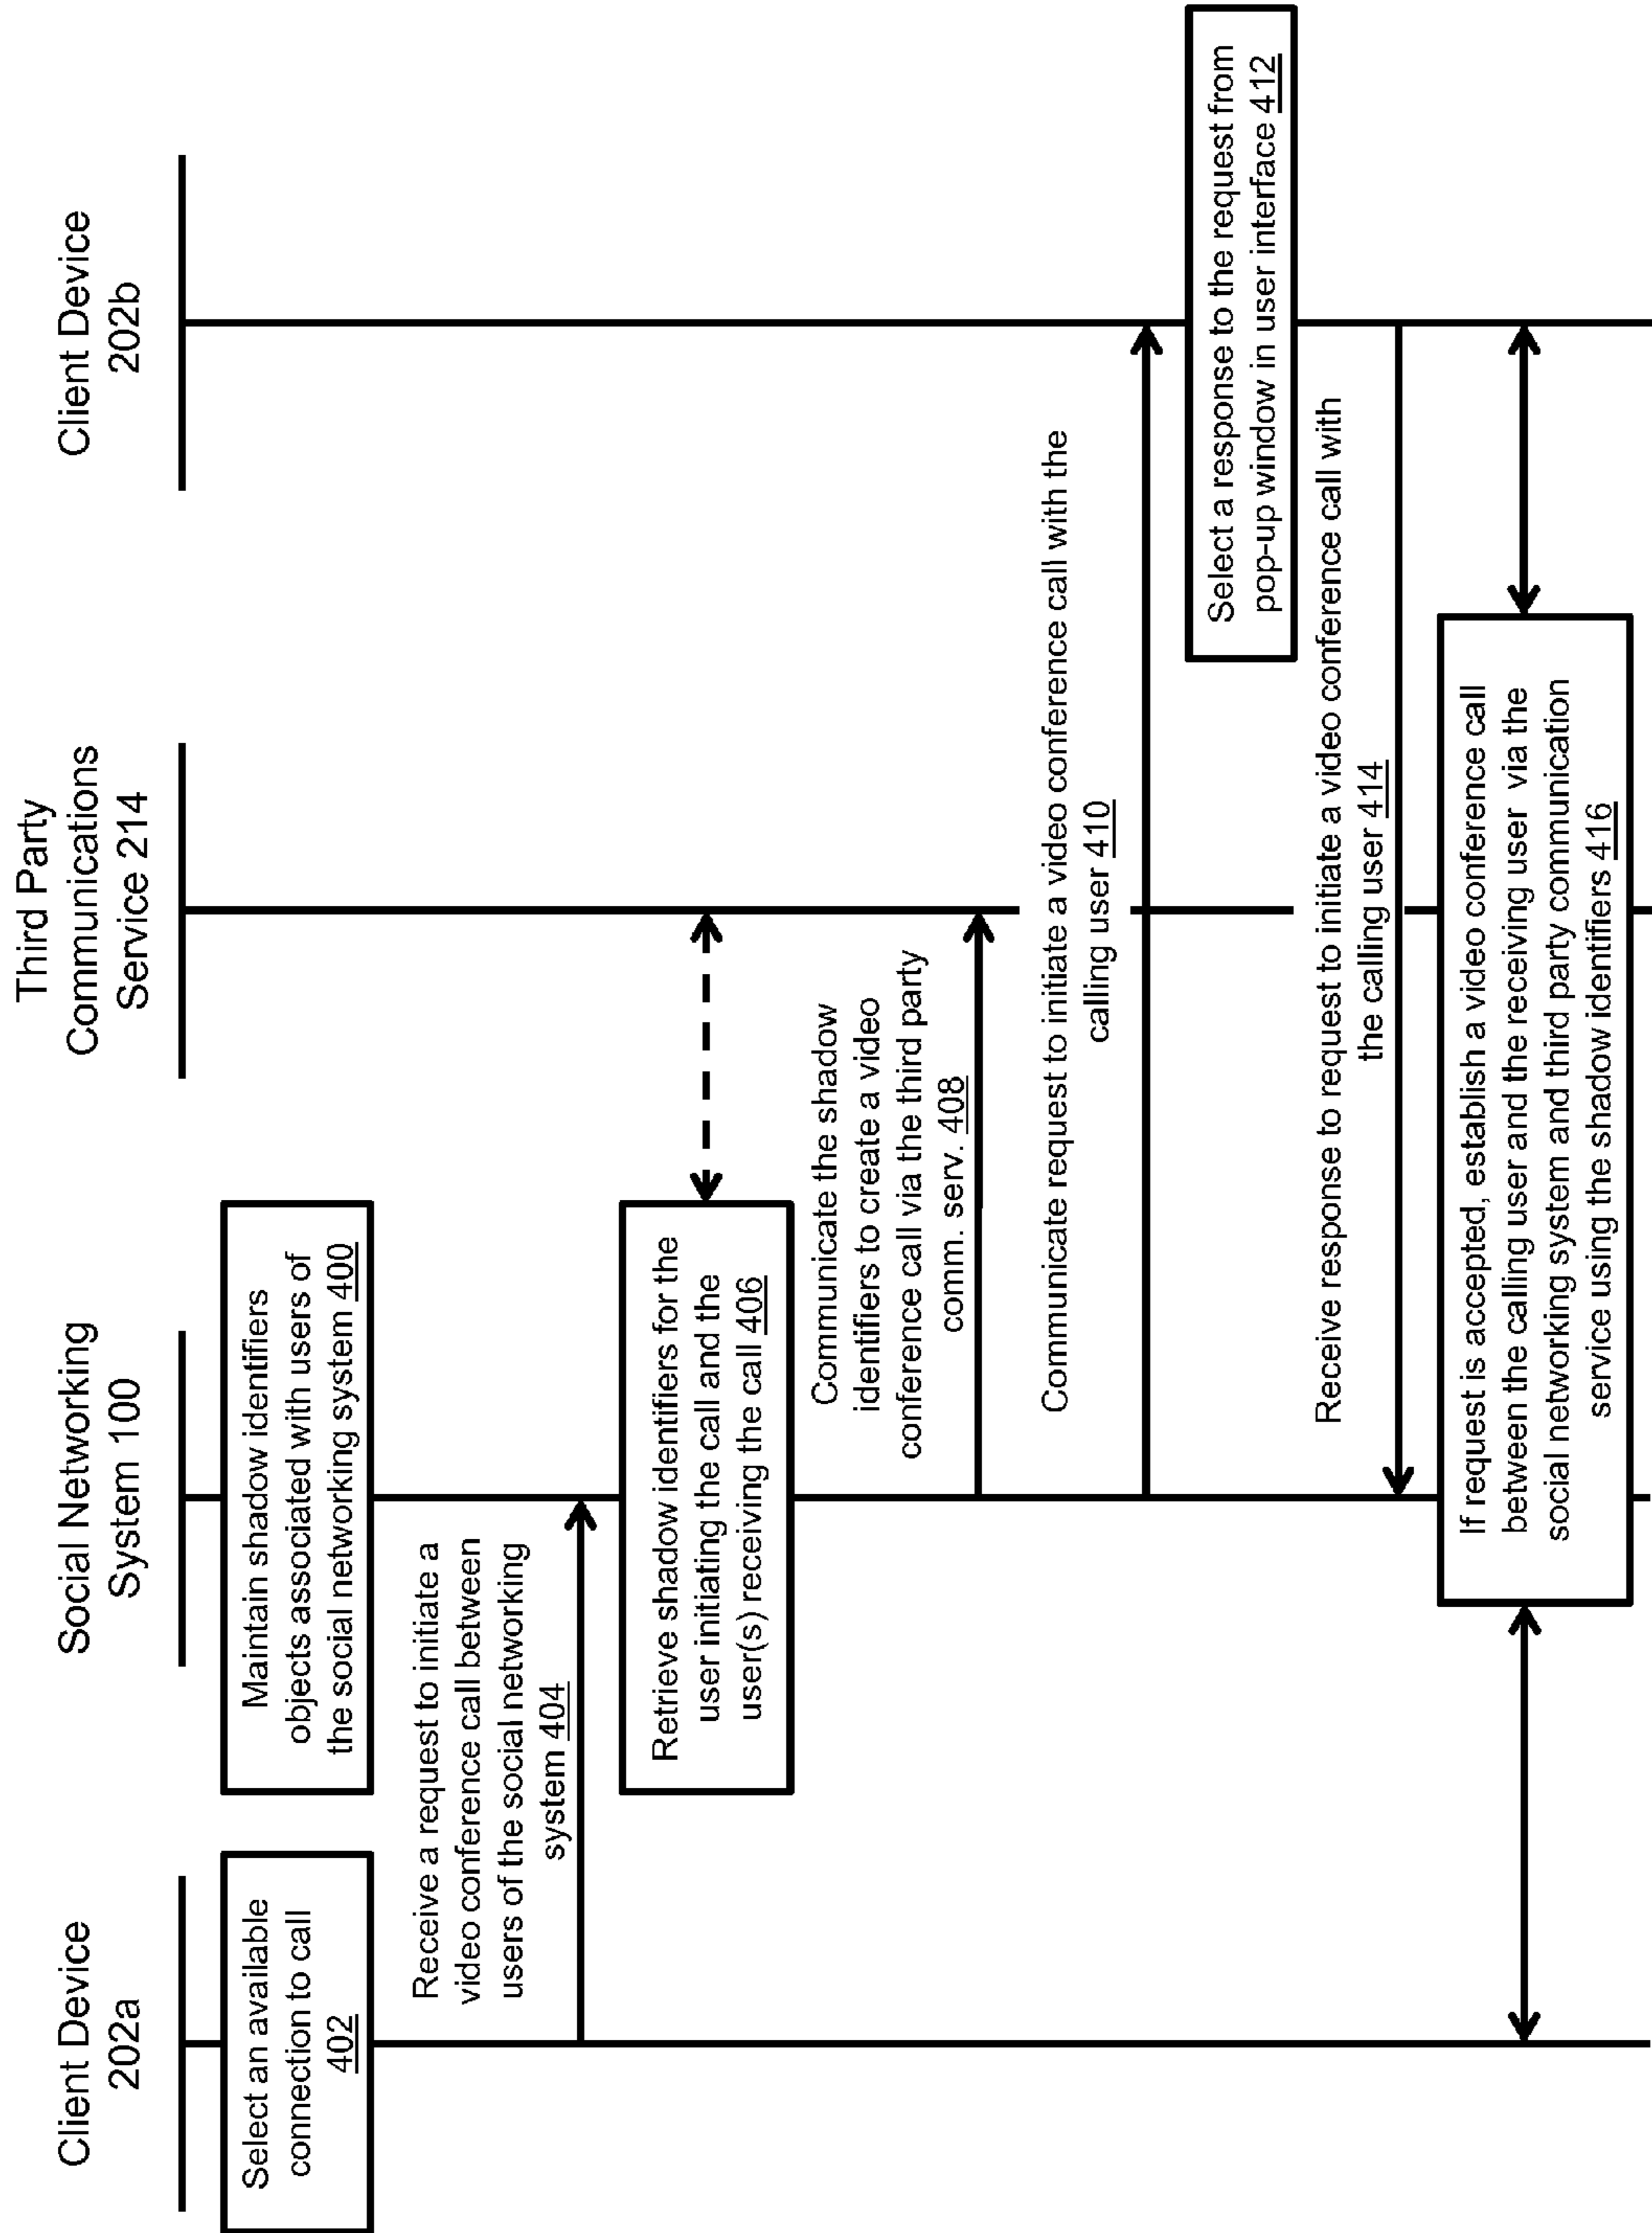 Client Device
202a
Social Networking
System 100
Third Party
Communications
Service 214
Client Device
202b
Select an available
connection to call
402
Maintain shadow identifiers
objects associated with users of
the social networking system 400
Receive a request to initiate a
video conference call between
users of the social networking
system 404
Retrieve shadow identifiers for the
user initiating the call and the
user(s) receiving the call 406
Communicate the shadow
identifiers to create a video
conference call via the third party
comm. serv. 408
Communicate request to initiate a video conference call with the
calling user 410
Select a response to the request from
pop-up window in user interface 412
Receive response to request to initiate a video conference call with
the calling user 414
If request is accepted, establish a video conference call
between the calling user and the receiving user via the
social networking system and third party communication
service using the shadow identifiers 416